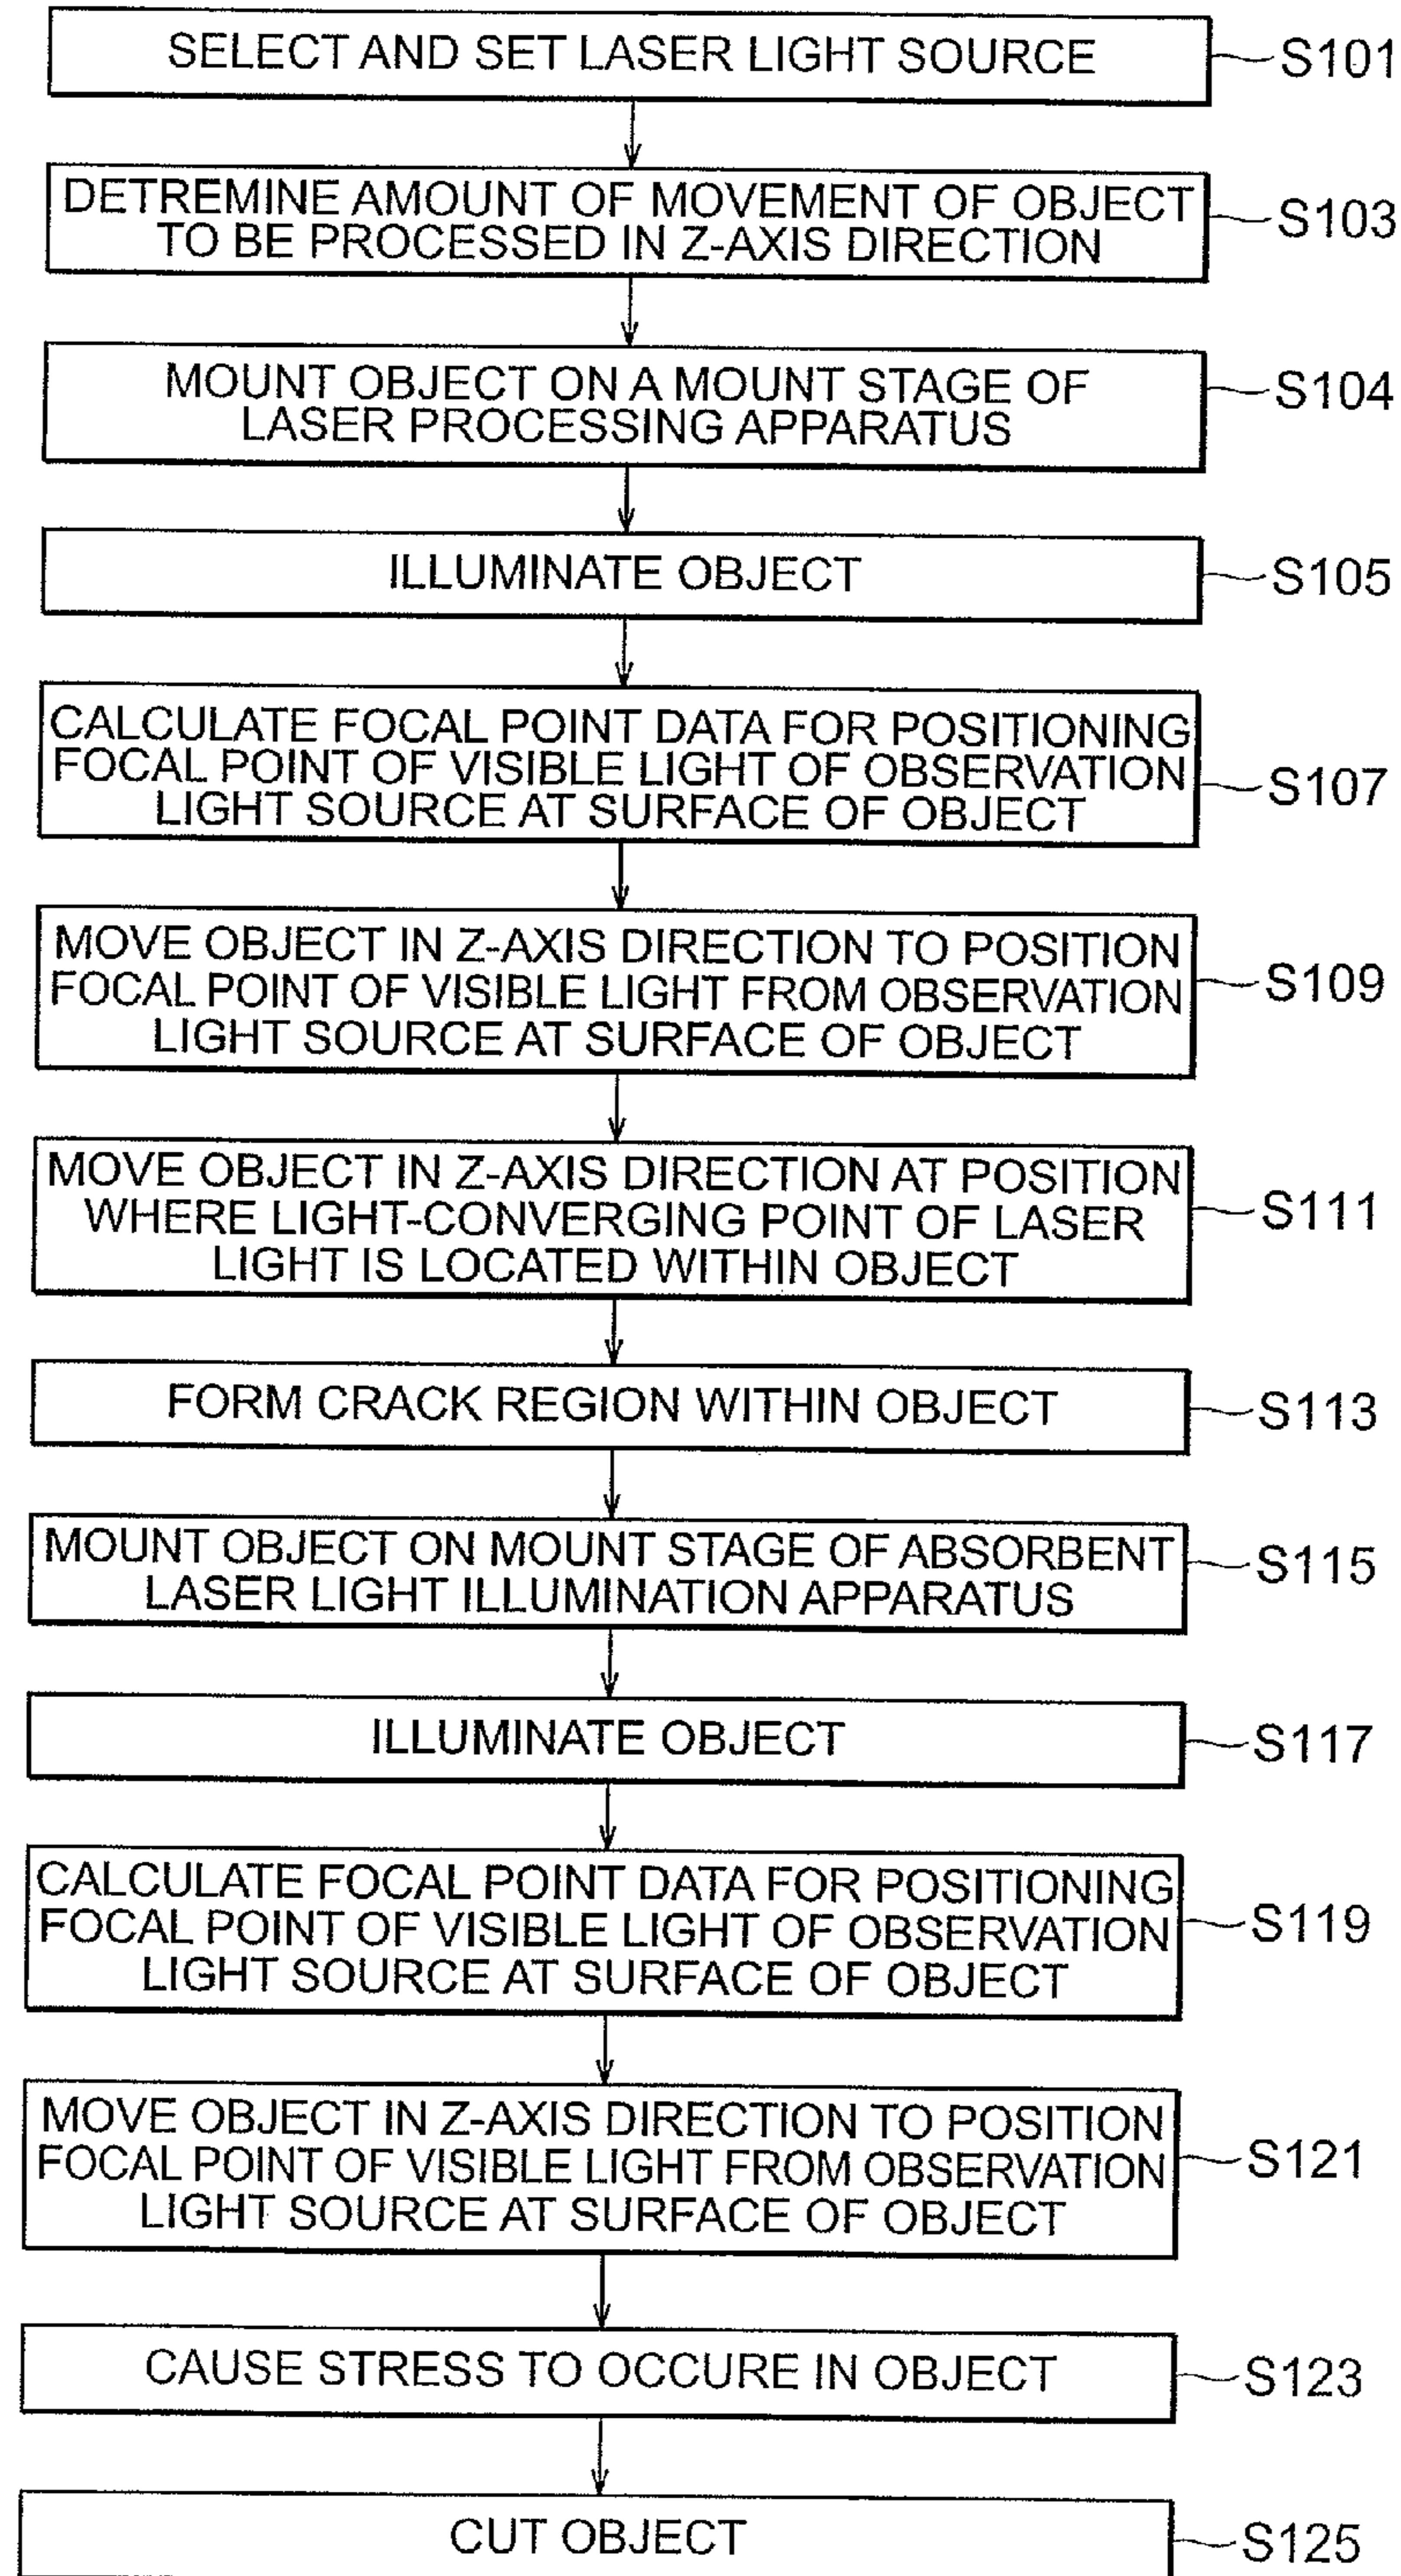 SELECT AND SET LASER LIGHT SOURCE
S101
DETREMINE AMOUNT OF MOVEMENT OF OBJECT
TO BE PROCESSED IN Z-AXIS DIRECTION
S103
MOUNT OBJECT ON A MOUNT STAGE OF
LASER PROCESSING APPARATUS
S104
ILLUMINATE OBJECT
S105
CALCULATE FOCAL POINT DATA FOR POSITIONING
FOCAL POINT OF VISIBLE LIGHT OF OBSERVATION
LIGHT SOURCE AT SURFACE OF OBJECT
S107
MOVE OBJECT IN Z-AXIS DIRECTION TO POSITION
FOCAL POINT OF VISIBLE LIGHT FROM OBSERVATION
LIGHT SOURCE AT SURFACE OF OBJECT
S109
MOVE OBJECT IN Z-AXIS DIRECTION AT POSITION
WHERE LIGHT-CONVERGING POINT OF LASER
LIGHT IS LOCATED WITHIN OBJECT
S111
FORM CRACK REGION WITHIN OBJECT
S113
MOUNT OBJECT ON MOUNT STAGE OF ABSORBENT
LASER LIGHT ILLUMINATION APPARATUS
S115
ILLUMINATE OBJECT
S117
CALCULATE FOCAL POINT DATA FOR POSITIONING
FOCAL POINT OF VISIBLE LIGHT OF OBSERVATION
LIGHT SOURCE AT SURFACE OF OBJECT
S119
MOVE OBJECT IN Z-AXIS DIRECTION TO POSITION
FOCAL POINT OF VISIBLE LIGHT FROM OBSERVATION
LIGHT SOURCE AT SURFACE OF OBJECT
S121
CAUSE STRESS TO OCCURE IN OBJECT
S123
CUT OBJECT
S125